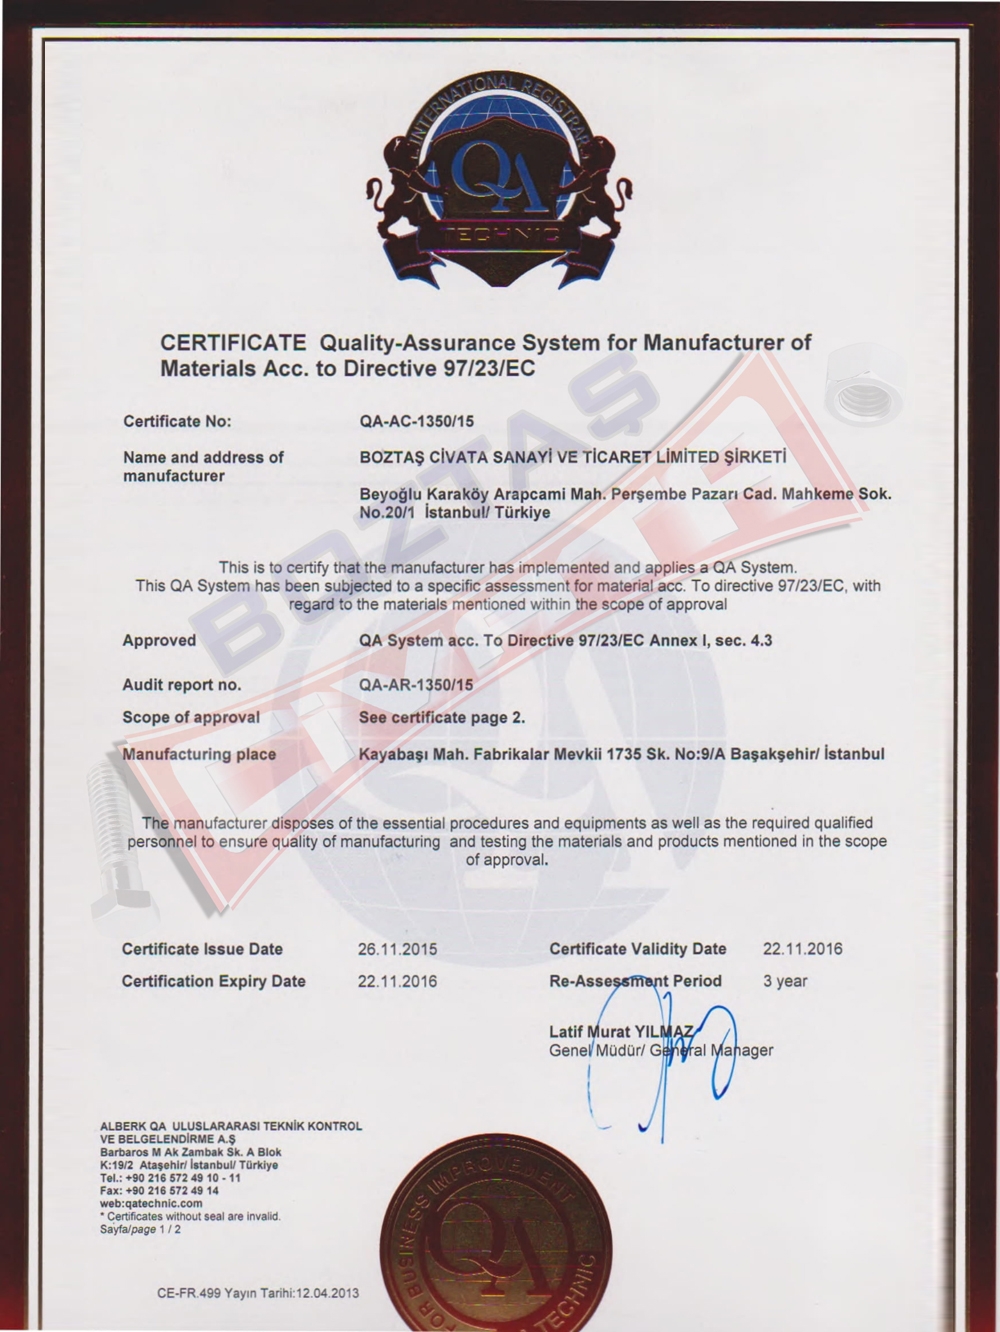 INTERNATIONAL REGISTRAR
QA
TECHNIC
CERTIFICATE Quality-Assurance System for Manufacturer of
Materials Acc. to Directive 97/23/EC
Certificate No: QA-AC-1350/15
Name and address of manufacturer BOZTAŞ CİVATA SANAYİ VE TİCARET LİMİTED ŞİRKETİ
Beyoğlu Karaköy Arapcami Mah. Perşembe Pazarı Cad. Mahkeme Sok.
No.20/1 İstanbul/ Türkiye
BOZTAŞ
CİVATA
This is to certify that the manufacturer has implemented and applies a QA System.
This QA System has been subjected to a specific assessment for material acc. To directive 97/23/EC, with
regard to the materials mentioned within the scope of approval
Approved QA System acc. To Directive 97/23/EC Annex I, sec. 4.3
Audit report no. QA-AR-1350/15
Scope of approval See certificate page 2.
Manufacturing place Kayabaşı Mah. Fabrikalar Mevkii 1735 Sk. No:9/A Başakşehir/ İstanbul
QA
The manufacturer disposes of the essential procedures and equipments as well as the required qualified
personnel to ensure quality of manufacturing and testing the materials and products mentioned in the scope
of approval.
Certificate Issue Date 26.11.2015 Certificate Validity Date 22.11.2016
Certification Expiry Date 22.11.2016 Re-Assessment Period 3 year
Latif Murat YILMAZ
Genel Müdür/ General Manager
ALBERK QA ULUSLARARASI TEKNİK KONTROL
VE BELGELENDİRME A.Ş
Barbaros M Ak Zambak Sk. A Blok
K:19/2 Ataşehir/ İstanbul/ Türkiye
Tel.: +90 216 572 49 10 - 11
Fax: +90 216 572 49 14
web:qatechnic.com
* Certificates without seal are invalid.
Sayfa/page 1 / 2
FOR BUSINESS IMPROVEMENT
QA
TECHNIC
CE-FR.499 Yayın Tarihi:12.04.2013